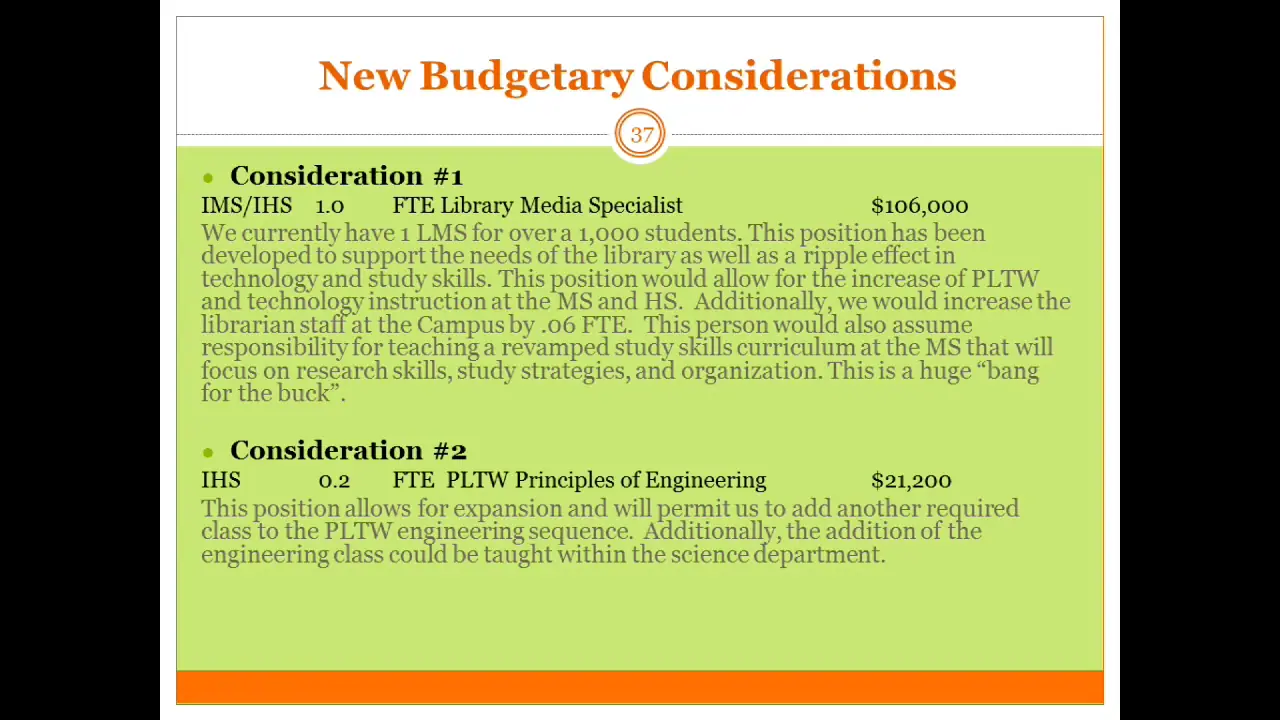 New Budgetary Considerations
37
• Consideration #1
IMS/IHS 1.0 FTE Library Media Specialist $106,000
We currently have 1 LMS for over a 1,000 students. This position has been
developed to support the needs of the library as well as a ripple effect in
technology and study skills. This position would allow for the increase of PLTW
and technology instruction at the MS and HS. Additionally, we would increase the
librarian staff at the Campus by .06 FTE. This person would also assume
responsibility for teaching a revamped study skills curriculum at the MS that will
focus on research skills, study strategies, and organization. This is a huge “bang
for the buck”.
• Consideration #2
IHS 0.2 FTE PLTW Principles of Engineering $21,200
This position allows for expansion and will permit us to add another required
class to the PLTW engineering sequence. Additionally, the addition of the
engineering class could be taught within the science department.